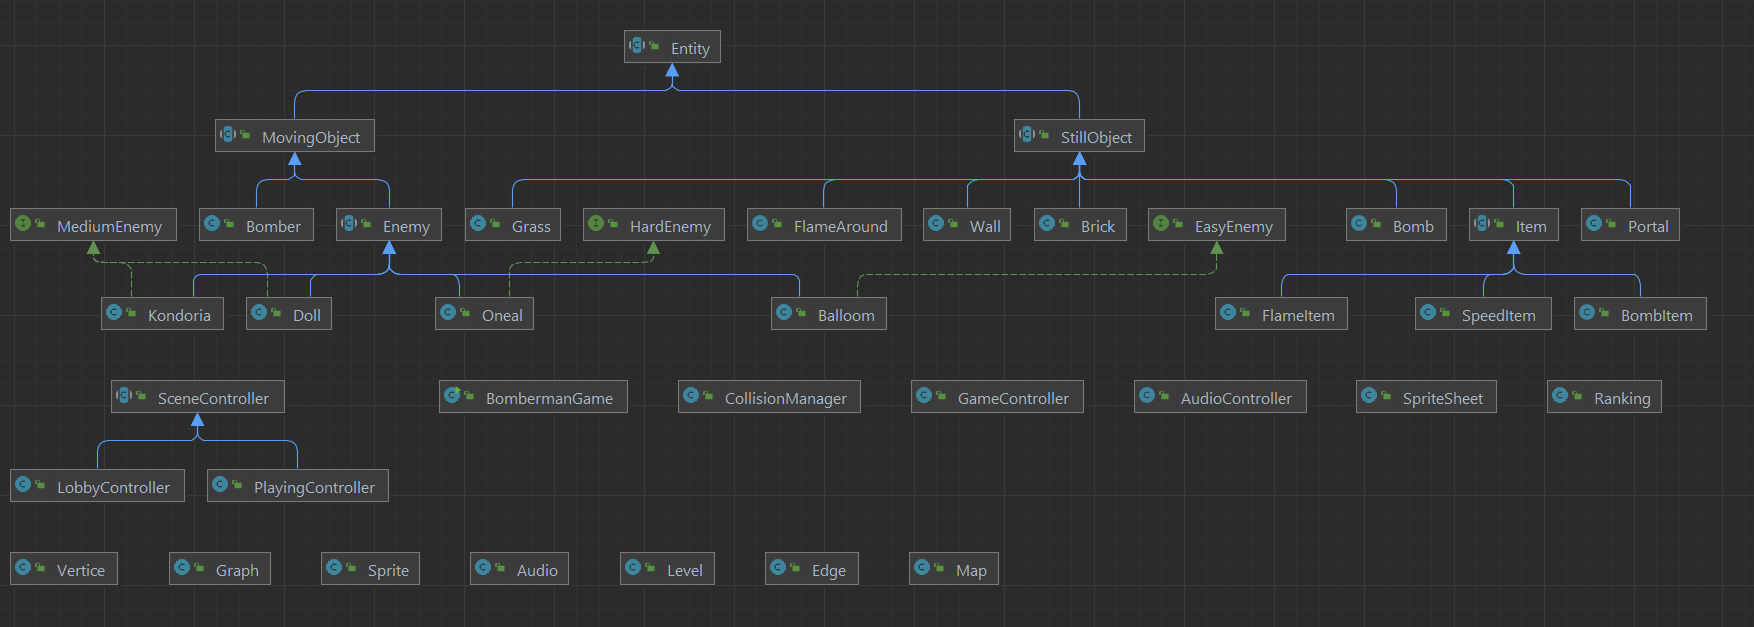 Entity
MovingObject
StillObject
MediumEnemy
Bomber
Enemy
Grass
HardEnemy
FlameAround
Wall
Brick
EasyEnemy
Bomb
Item
Portal
Kondoria
Doll
Oneal
Balloom
FlameItem
SpeedItem
BombItem
SceneController
BombermanGame
CollisionManager
GameController
AudioController
SpriteSheet
Ranking
LobbyController
PlayingController
Vertice
Graph
Sprite
Audio
Level
Edge
Map